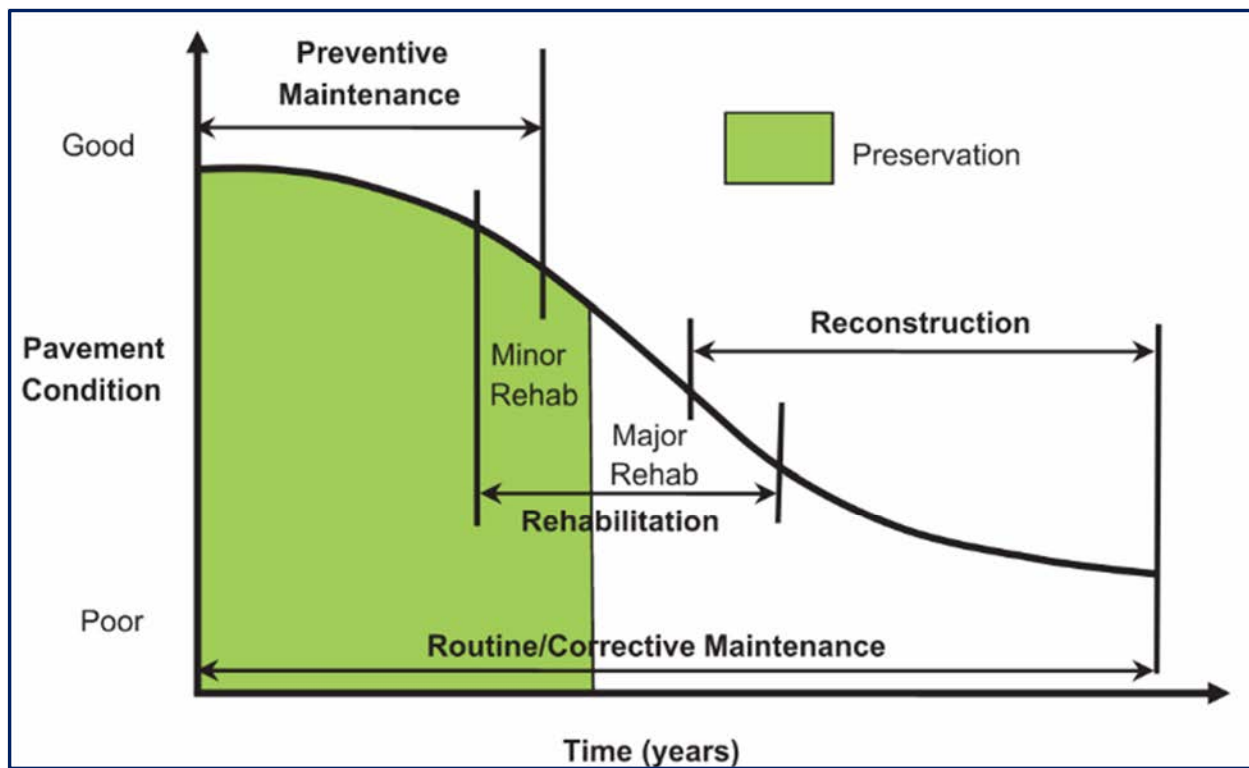 Preventive
Maintenance
Good
Preservation
Reconstruction
Pavement
Condition
Minor
Rehab
Major
Rehab
Rehabilitation
Poor
Routine/Corrective Maintenance
Time (years)